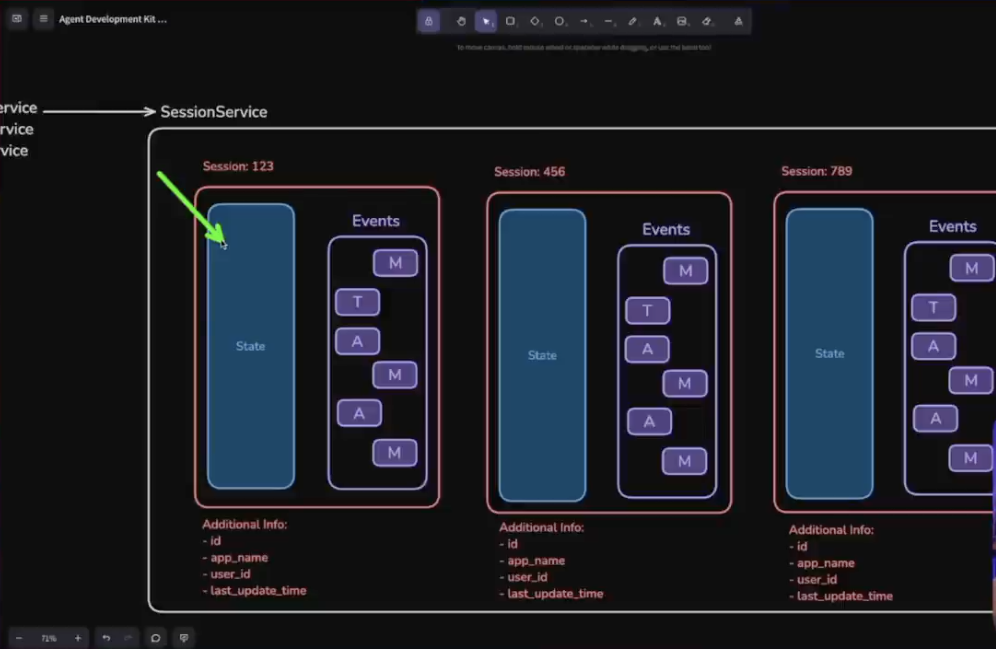 Agent Development Kit ...
To move canvas, hold mouse wheel or spacebar while dragging, or use the hand tool
ervice
rvice
vice
SessionService
Session: 123
State
Events
M
T
A
M
A
M
Additional Info:
- id
- app_name
- user_id
- last_update_time
Session: 456
State
Events
M
T
A
M
A
M
Additional Info:
- id
- app_name
- user_id
- last_update_time
Session: 789
State
Events
M
T
A
M
A
M
Additional Info:
- id
- app_name
- user_id
- last_update_time
71%